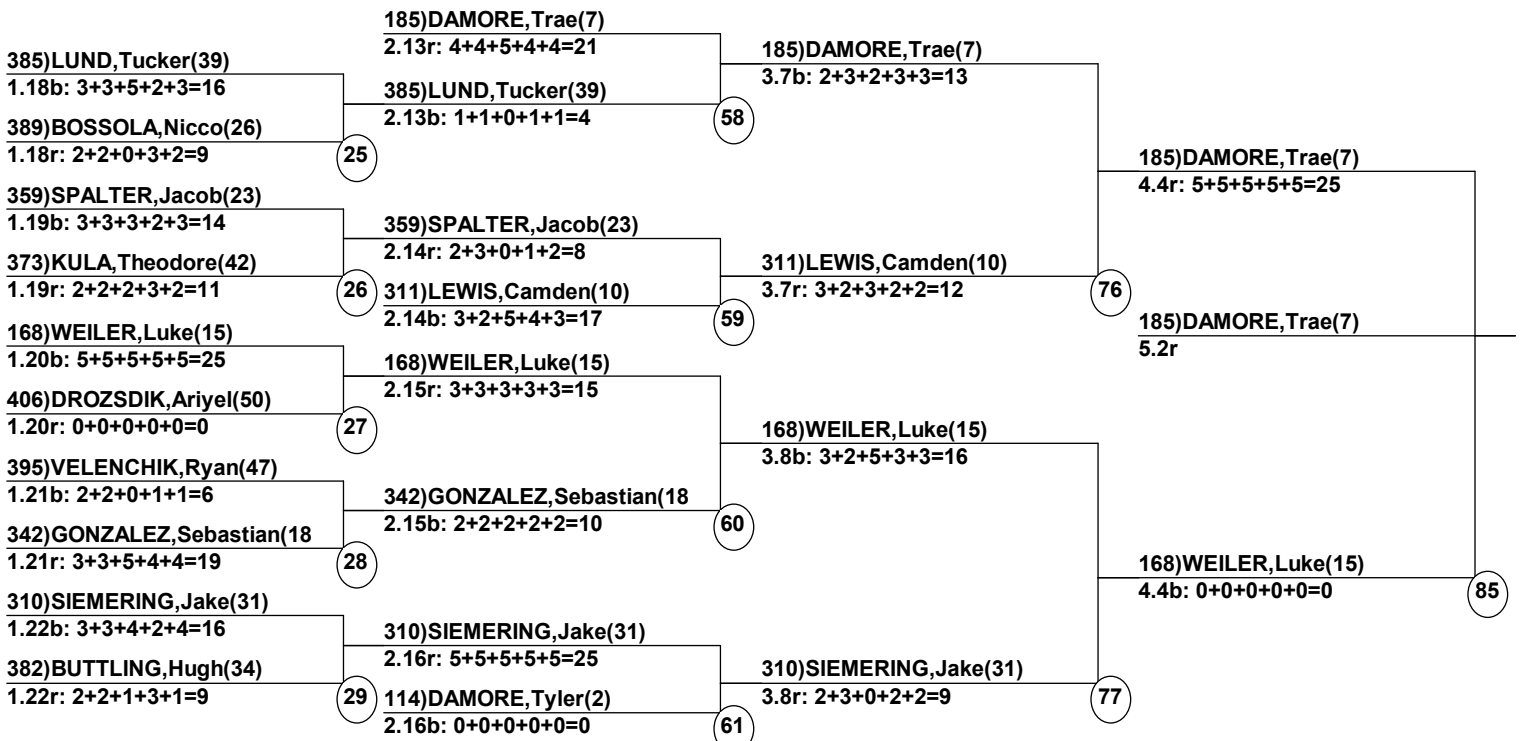 385)LUND,Tucker(39)
1.18b: 3+3+5+2+3=16
389)BOSSOLA,Nicco(26)
1.18r: 2+2+0+3+2=9
25
359)SPALTER,Jacob(23)
1.19b: 3+3+3+2+3=14
373)KULA,Theodore(42)
1.19r: 2+2+2+3+2=11
26
168)WEILER,Luke(15)
1.20b: 5+5+5+5+5=25
406)DROZSDIK,Ariyel(50)
1.20r: 0+0+0+0+0=0
27
395)VELENCHIK,Ryan(47)
1.21b: 2+2+0+1+1=6
342)GONZALEZ,Sebastian(18
1.21r: 3+3+5+4+4=19
28
310)SIEMERING,Jake(31)
1.22b: 3+3+4+2+4=16
382)BUTTLING,Hugh(34)
1.22r: 2+2+1+3+1=9
29
185)DAMORE,Trae(7)
2.13r: 4+4+5+4+4=21
385)LUND,Tucker(39)
2.13b: 1+1+0+1+1=4
58
359)SPALTER,Jacob(23)
2.14r: 2+3+0+1+2=8
311)LEWIS,Camden(10)
2.14b: 3+2+5+4+3=17
59
168)WEILER,Luke(15)
2.15r: 3+3+3+3+3=15
342)GONZALEZ,Sebastian(18
2.15b: 2+2+2+2+2=10
60
310)SIEMERING,Jake(31)
2.16r: 5+5+5+5+5=25
114)DAMORE,Tyler(2)
2.16b: 0+0+0+0+0=0
61
185)DAMORE,Trae(7)
3.7b: 2+3+2+3+3=13
311)LEWIS,Camden(10)
3.7r: 3+2+3+2+2=12
76
168)WEILER,Luke(15)
3.8b: 3+2+5+3+3=16
310)SIEMERING,Jake(31)
3.8r: 2+3+0+2+2=9
77
185)DAMORE,Trae(7)
4.4r: 5+5+5+5+5=25
185)DAMORE,Trae(7)
5.2r
168)WEILER,Luke(15)
4.4b: 0+0+0+0+0=0
85